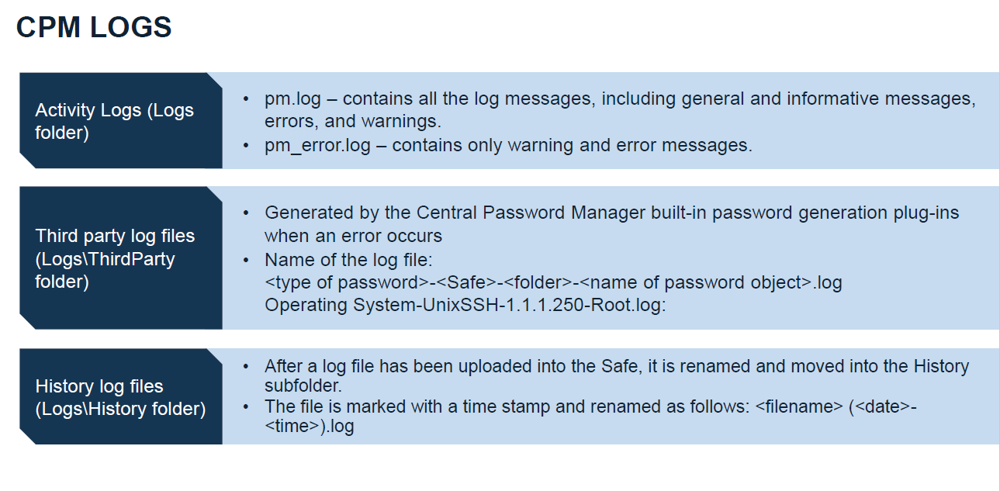 CPM LOGS
Activity Logs (Logs
folder)
• pm.log – contains all the log messages, including general and informative messages,
errors, and warnings.
• pm_error.log – contains only warning and error messages.
Third party log files
(Logs\ThirdParty
folder)
• Generated by the Central Password Manager built-in password generation plug-ins
when an error occurs
• Name of the log file:
<type of password>-<Safe>-<folder>-<name of password object>.log
Operating System-UnixSSH-1.1.1.250-Root.log:
History log files
(Logs\History folder)
• After a log file has been uploaded into the Safe, it is renamed and moved into the History
subfolder.
• The file is marked with a time stamp and renamed as follows: <filename> (<date>-
<time>).log